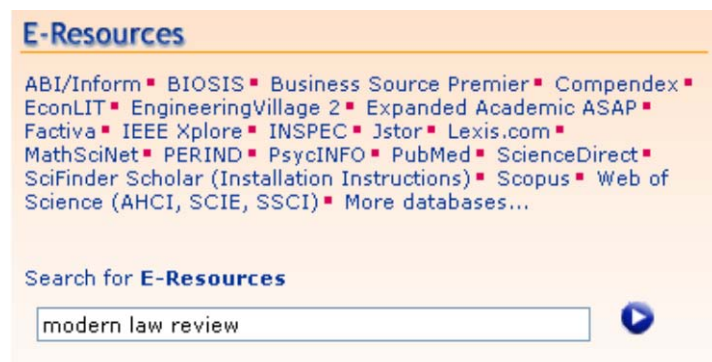 E-Resources
ABI/Inform ▪ BIOSIS ▪ Business Source Premier ▪ Compendex ▪
EconLIT ▪ EngineeringVillage 2 ▪ Expanded Academic ASAP ▪
Factiva ▪ IEEE Xplore ▪ INSPEC ▪ Jstor ▪ Lexis.com ▪
MathSciNet ▪ PERIND ▪ PsycINFO ▪ PubMed ▪ ScienceDirect ▪
SciFinder Scholar (Installation Instructions) ▪ Scopus ▪ Web of
Science (AHCI, SCIE, SSCI) ▪ More databases...
Search for E-Resources
modern law review